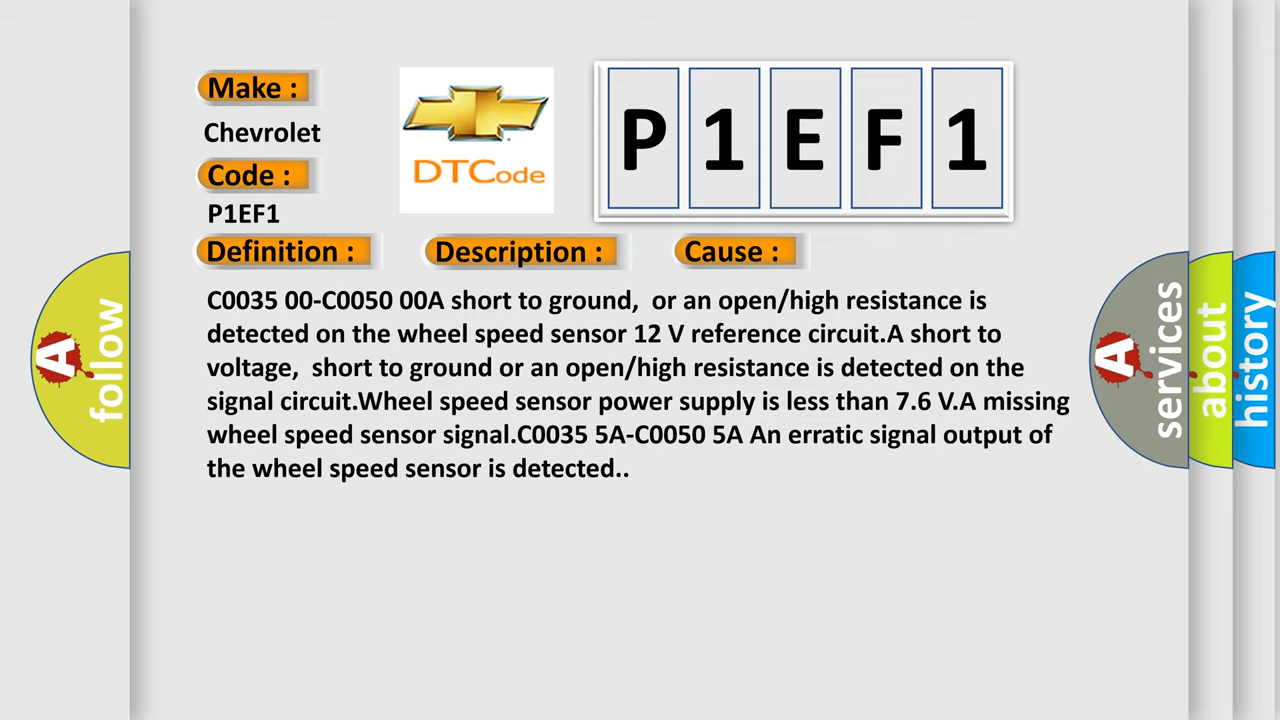 Make :
Chevrolet
Code :
P1EF1
DTCode
P1EF1
Definition :
Description :
Cause :
C0035 00-C0050 00A short to ground,  or an open/high resistance is
detected on the wheel speed sensor 12 V reference circuitA short to
voltage,  short to ground or an open/high resistance is detected on the
signal circuitWheel speed sensor power supply is less than 7.6 V.A missing
wheel speed sensor signal.C0035 5A-C0050 5A An erratic signal output of
the wheel speed sensor is detected..
A follow
A services
about
history